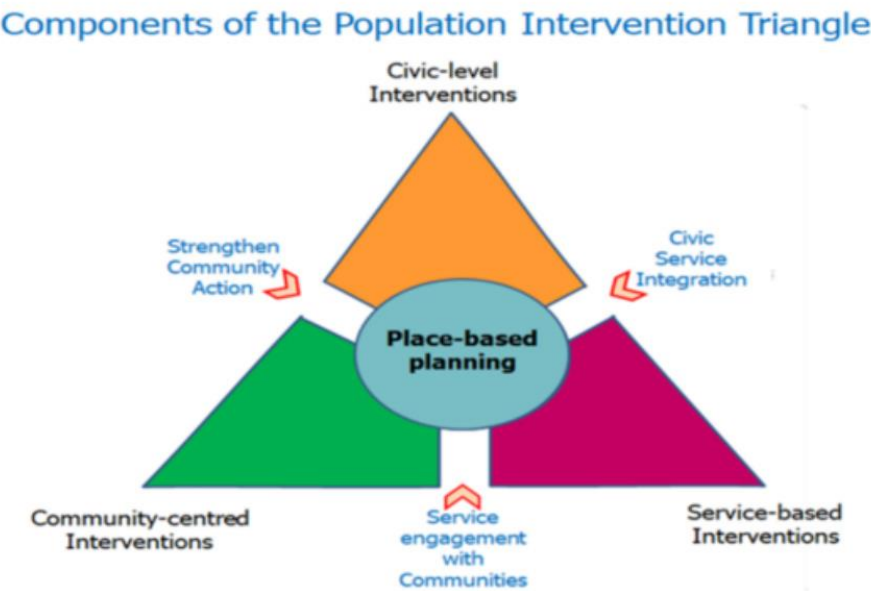 Components of the Population Intervention Triangle
Civic-level
Interventions
Strengthen
Community
Action
Civic
Service
Integration
Place-based
planning
Community-centred
Interventions
Service
engagement
with
Communities
Service-based
Interventions